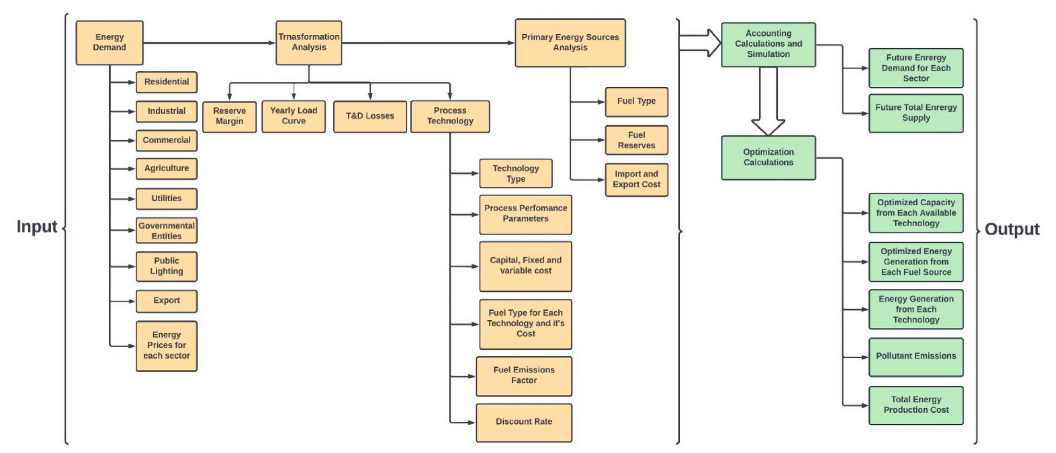 Input
Energy
Demand
Residential
Industrial
Commercial
Agriculture
Utilities
Governmental
Entities
Public
Lighting
Export
Energy
Prices for
each sector
Trnasformation
Analysis
Reserve
Margin
Yearly Load
Curve
T&D Losses
Process
Technology
Technology
Type
Process Perfomance
Parameters
Capital, Fixed and
variable cost
Fuel Type for Each
Technology and it's
Cost
Fuel Emissions
Factor
Discount Rate
Primary Energy Sources
Analysis
Fuel Type
Fuel
Reserves
Import and
Export Cost
Accounting
Calculations and
Simulation
Future Enrergy
Demand for Each
Sector
Future Total Enrergy
Supply
Optimization
Calculations
Optimized Capacity
from Each Available
Technology
Optimized Energy
Generation from
Each Fuel Source
Energy Generation
from Each
Technology
Pollutant Emissions
Total Energy
Production Cost
Output